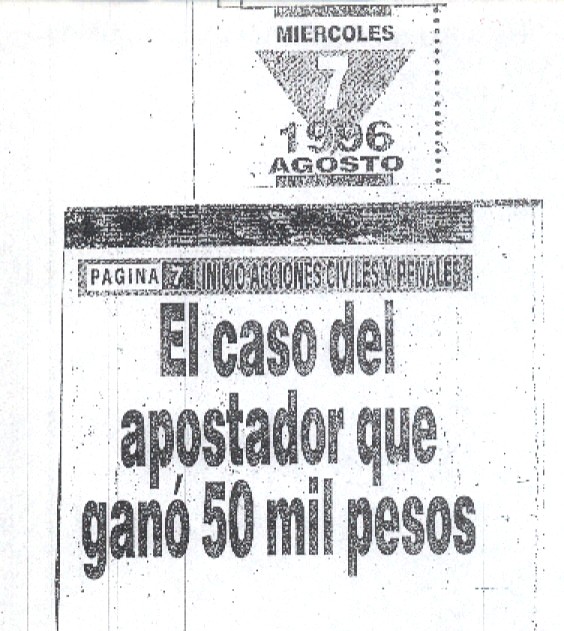 MIERCOLES
7
1996
AGOSTO
PAGINA 7 INICIO ACCIONES CIVILES Y PENALES
El caso del
apostador que
ganó 50 mil pesos